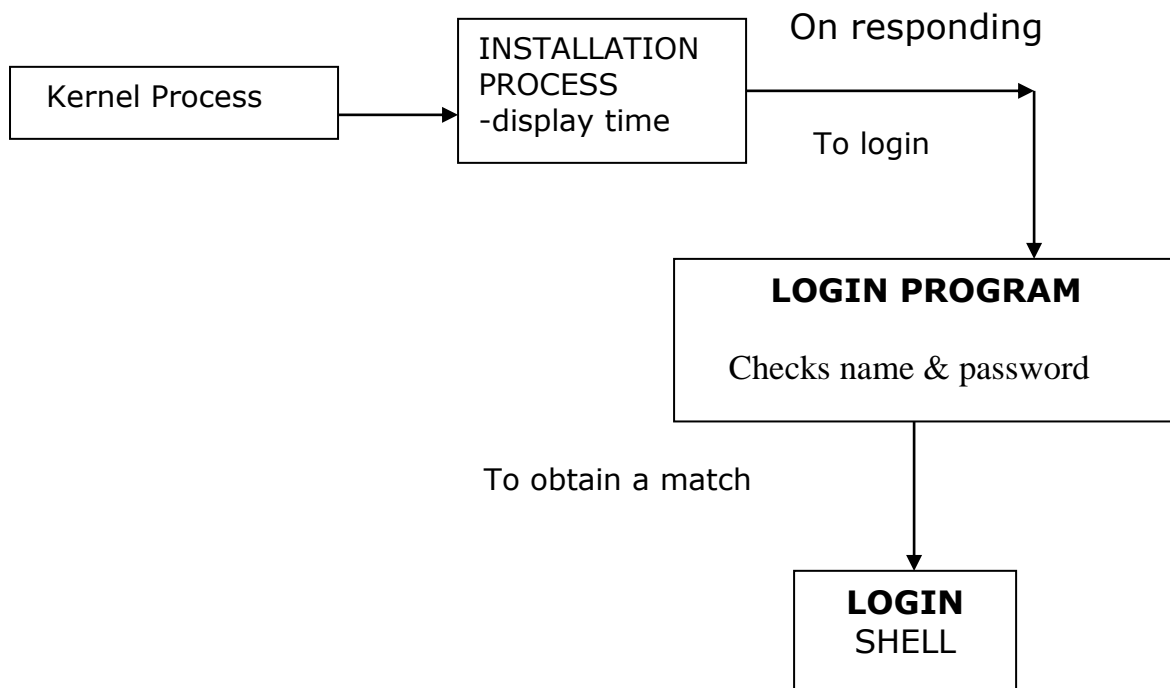 Kernel Process
INSTALLATION
PROCESS
-display time
On responding
To login
LOGIN PROGRAM
Checks name & password
To obtain a match
LOGIN
SHELL